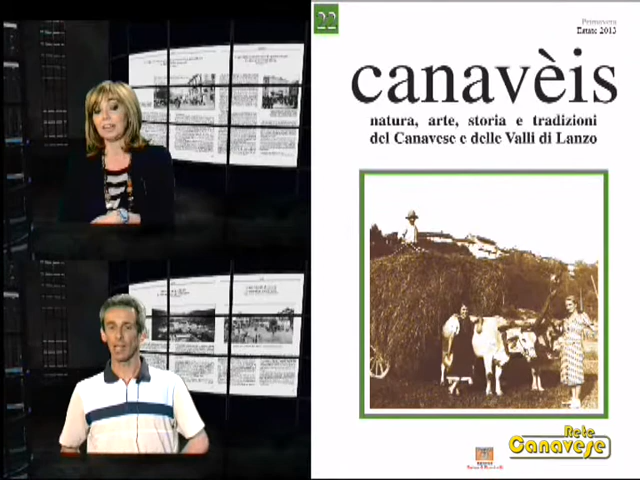 22
Primavera
Estate 2013
canavèis
natura, arte, storia e tradizioni
del Canavese e delle Valli di Lanzo
Rete
Canavese